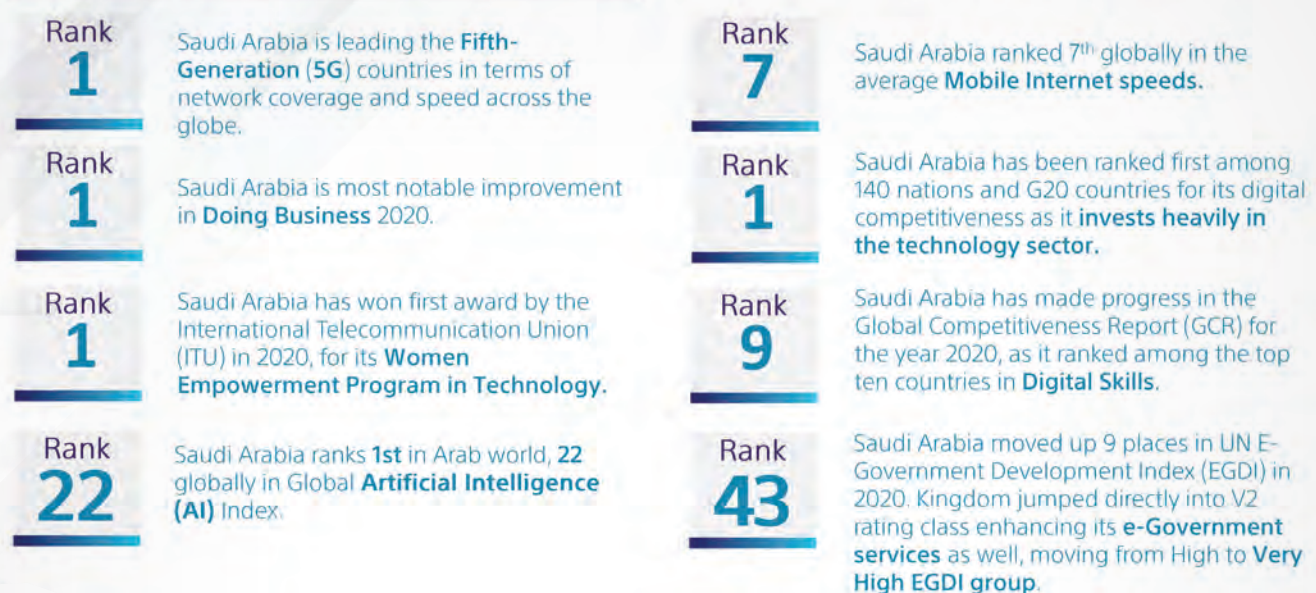 Rank
1
Saudi Arabia is leading the Fifth-
Generation (5G) countries in terms of
network coverage and speed across the
globe.
Rank
1
Saudi Arabia is most notable improvement
in Doing Business 2020.
Rank
1
Saudi Arabia has won first award by the
International Telecommunication Union
(ITU) in 2020, for its Women
Empowerment Program in Technology.
Rank
22
Saudi Arabia ranks 1st in Arab world, 22
globally in Global Artificial Intelligence
(AI) Index.
Rank
7
Saudi Arabia ranked 7th globally in the
average Mobile Internet speeds.
Rank
1
Saudi Arabia has been ranked first among
140 nations and G20 countries for its digital
competitiveness as it invests heavily in
the technology sector.
Rank
9
Saudi Arabia has made progress in the
Global Competitiveness Report (GCR) for
the year 2020, as it ranked among the top
ten countries in Digital Skills.
Rank
43
Saudi Arabia moved up 9 places in UN E-
Government Development Index (EGDI) in
2020. Kingdom jumped directly into V2
rating class enhancing its e-Government
services as well, moving from High to Very
High EGDI group.